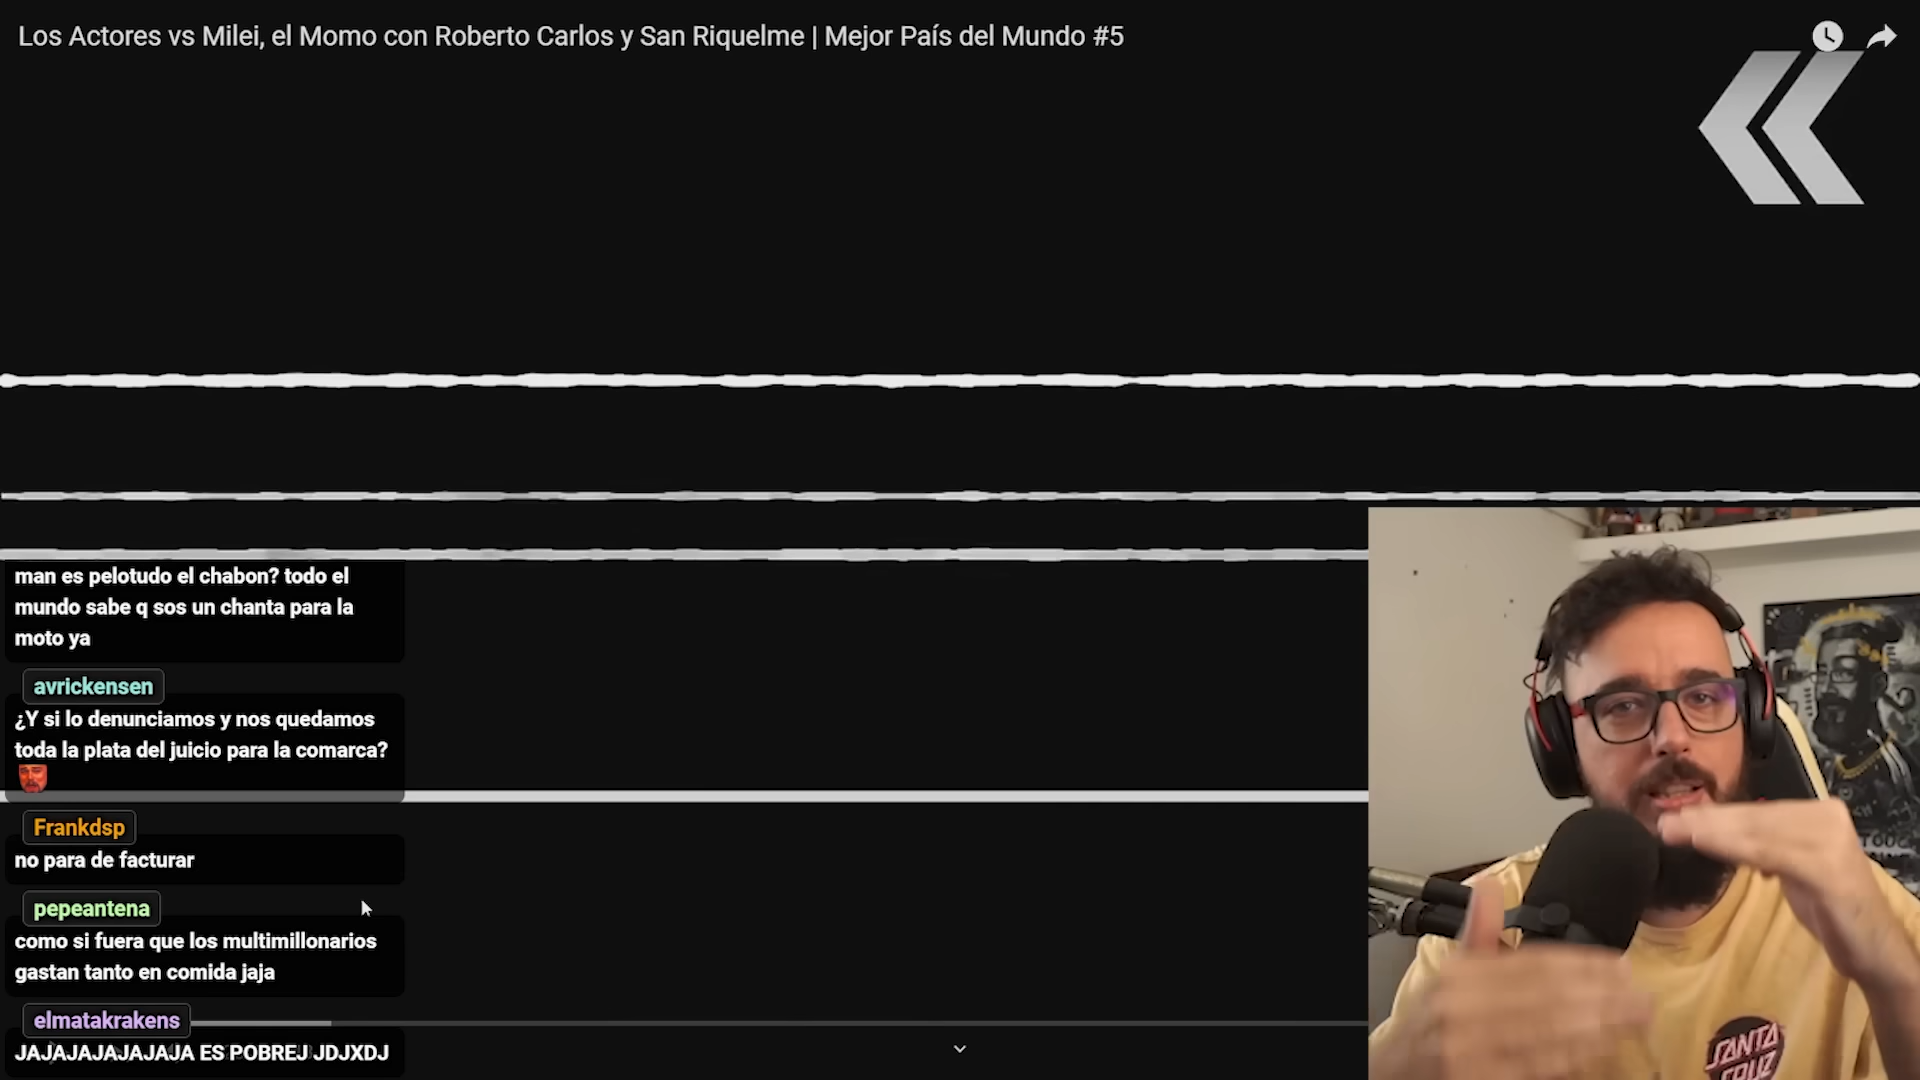 Los Actores vs Milei, el Momo con Roberto Carlos y San Riquelme | Mejor País del Mundo #5
man es pelotudo el chabon? todo el
mundo sabe q sos un chanta para la
moto ya
avrickensen
¿Y si lo denunciamos y nos quedamos
toda la plata del juicio para la comarca?
Frankdsp
no para de facturar
pepeantena
como si fuera que los multimillonarios
gastan tanto en comida jaja
elmatakrakens
JAJAJAJAJAJAJA ES POBREJ JDJXDJ
SANTA
CRUZ